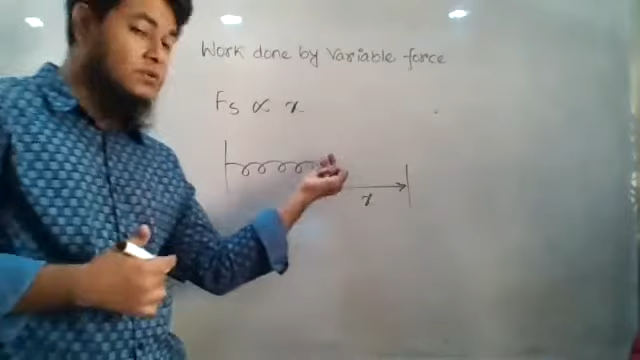 Work done by Variable force
Fs ∝ x
x